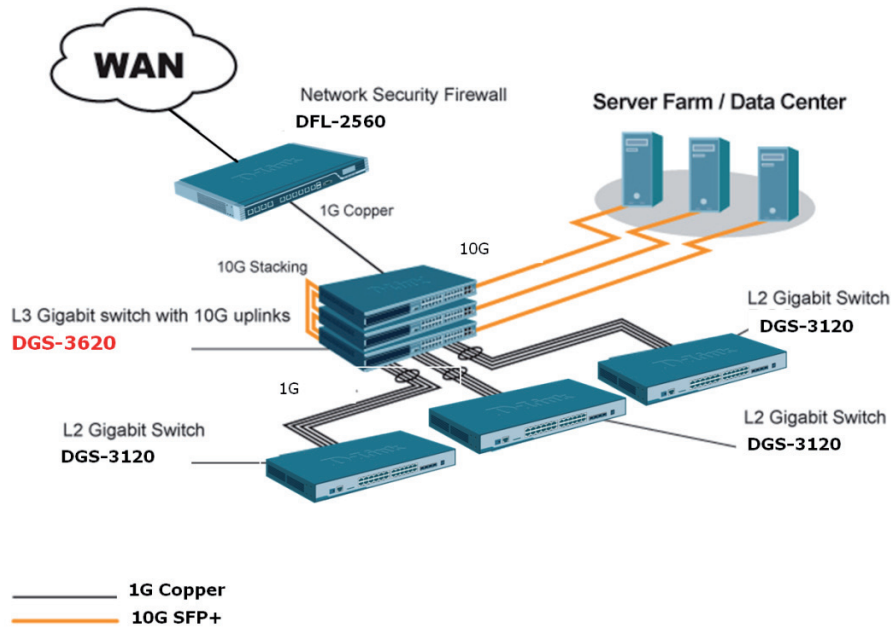 WAN
Network Security Firewall
DFL-2560
Server Farm / Data Center
1G Copper
10G
10G Stacking
L3 Gigabit switch with 10G uplinks
DGS-3620
L2 Gigabit Switch
DGS-3120
1G
L2 Gigabit Switch
DGS-3120
L2 Gigabit Switch
DGS-3120
1G Copper
10G SFP+